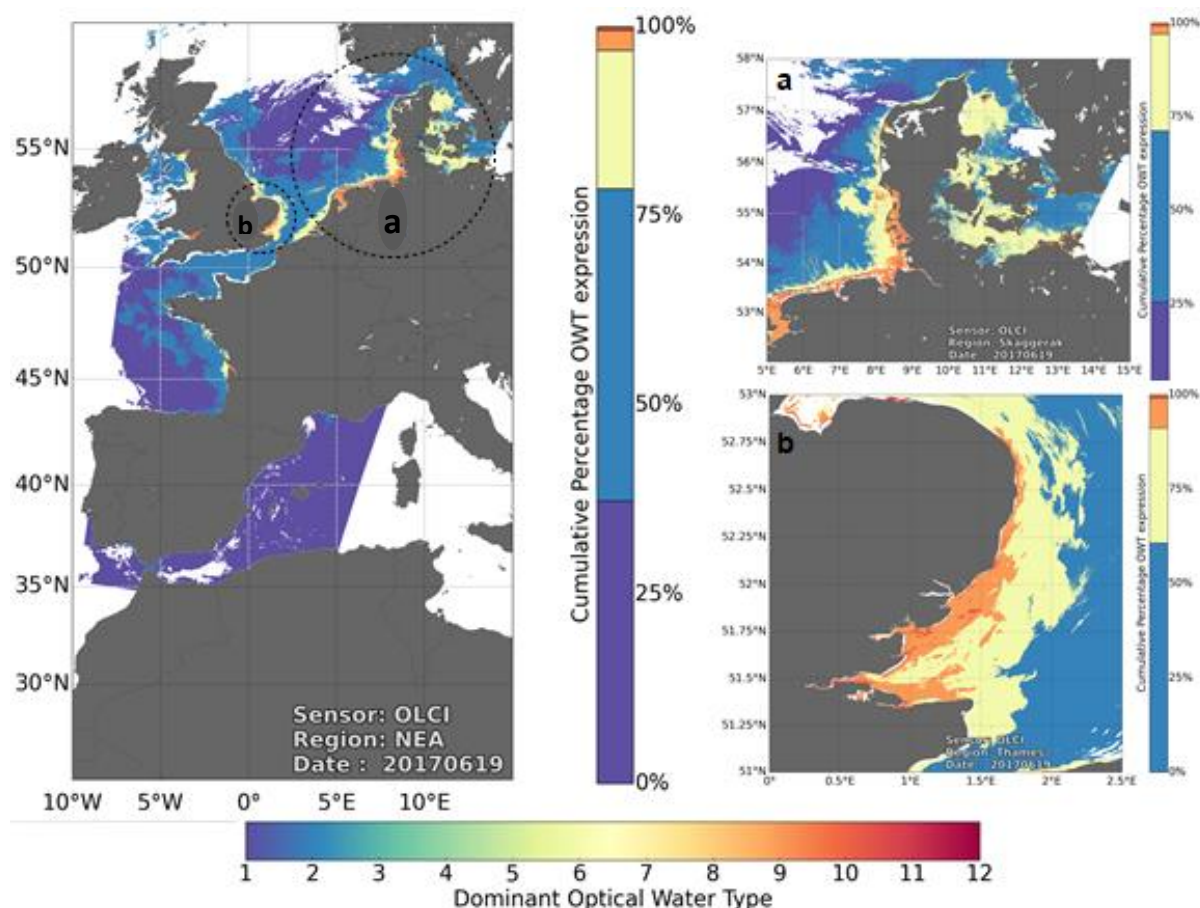 55°N
50°N
45°N
40°N
35°N
30°N
10°W
5°W
0°
5°E
10°E
b
a
Sensor: OLCI
Region: NEA
Date : 20170619
Cumulative Percentage OWT expression
100%
75%
50%
25%
0%
a
58°N
57°N
56°N
55°N
54°N
53°N
5°E
6°E
7°E
8°E
9°E
10°E
11°E
12°E
13°E
14°E
15°E
Sensor: OLCI
Region: Skaggerak
Date : 20170619
Cumulative Percentage OWT expression
100%
75%
50%
25%
b
53°N
52.75°N
52.5°N
52.25°N
52°N
51.75°N
51.5°N
51.25°N
51°N
0°
0.5°E
1°E
1.5°E
2°E
2.5°E
Sensor: OLCI
Region: Thames
Date : 20170619
Cumulative Percentage OWT expression
100%
75%
50%
25%
0%
1 2 3 4 5 6 7 8 9 10 11 12
Dominant Optical Water Type